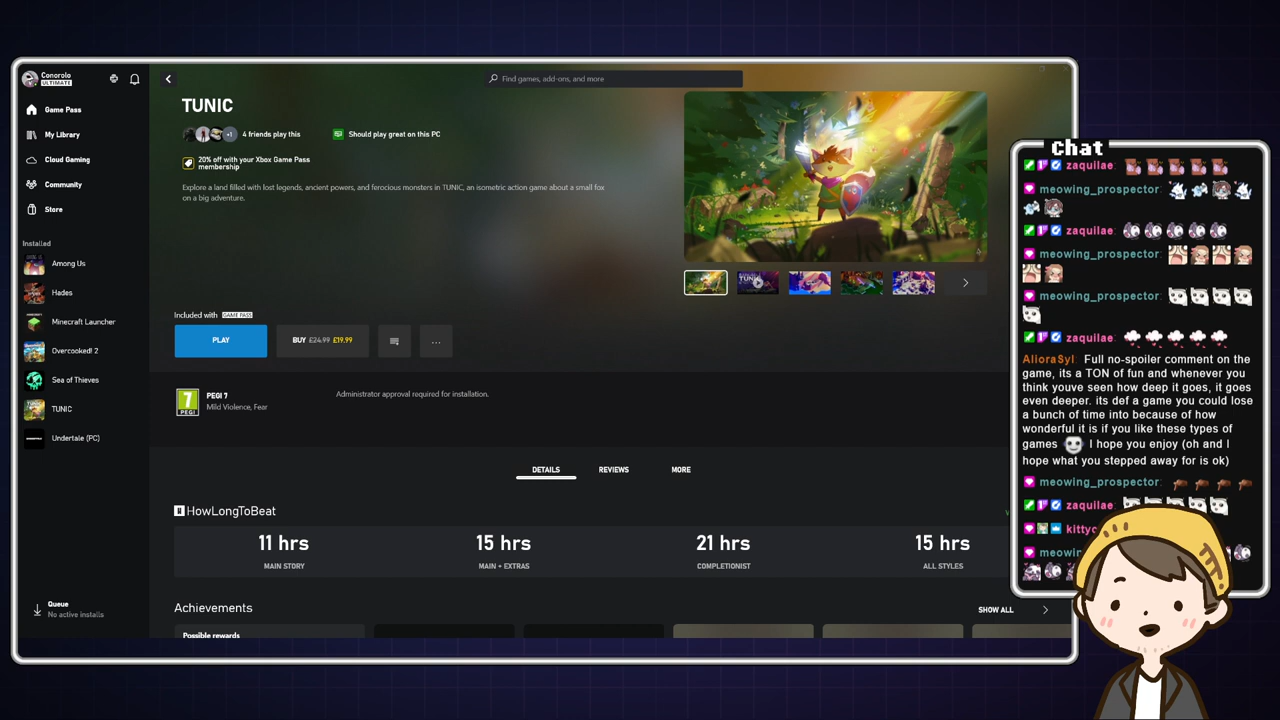 Conorolo
ULTIMATE
Game Pass
My Library
Cloud Gaming
Community
Store
Installed
Among Us
Hades
Minecraft Launcher
Overcooked! 2
Sea of Thieves
TUNIC
Undertale (PC)
Queue
No active installs
Find games, add-ons, and more
TUNIC
+1 4 friends play this
Should play great on this PC
20% off with your Xbox Game Pass
membership
Explore a land filled with lost legends, ancient powers, and ferocious monsters in TUNIC, an isometric action game about a small fox
on a big adventure.
TUNIC
Included with GAME PASS
PLAY
BUY £24.99 £19.99
...
7
PEGI
PEGI 7
Mild Violence, Fear
Administrator approval required for installation.
DETAILS
REVIEWS
MORE
HowLongToBeat
11 hrs
MAIN STORY
15 hrs
MAIN + EXTRAS
21 hrs
COMPLETIONIST
15 hrs
ALL STYLES
Achievements
SHOW ALL
Possible rewards
chat
zaquilae:
meowing_prospector:
zaquilae:
meowing_prospector:
meowing_prospector:
zaquilae:
AlloraSyl: Full no-spoiler comment on the
game, its a TON of fun and whenever you
think youve seen how deep it goes, it goes
even deeper. its def a game you could lose
a bunch of time into because of how
wonderful it is if you like these types of
games I hope you enjoy (oh and I
hope what you stepped away for is ok)
meowing_prospector:
zaquilae: